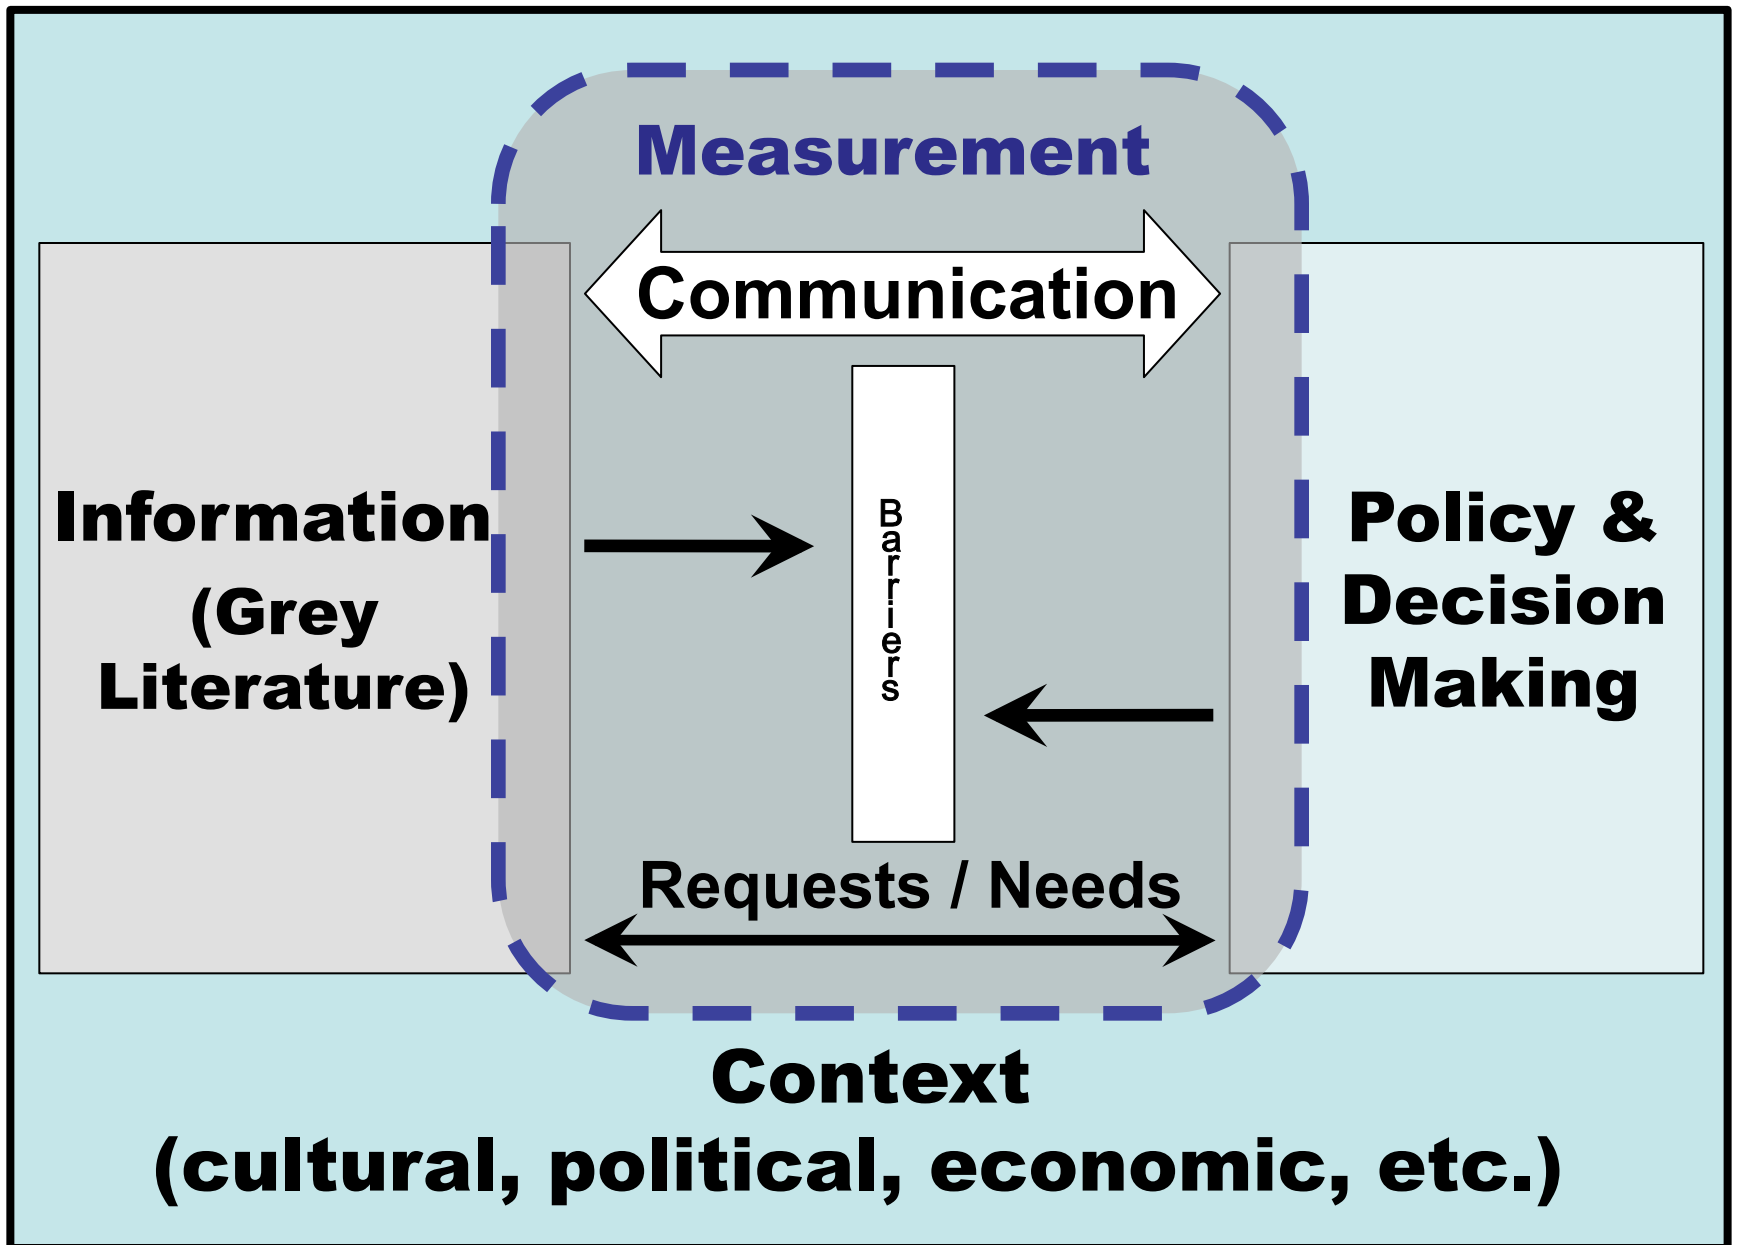 Measurement
Communication
Information
(Grey
Literature)
Barriers
Policy &
Decision
Making
Requests / Needs
Context
(cultural, political, economic, etc.)